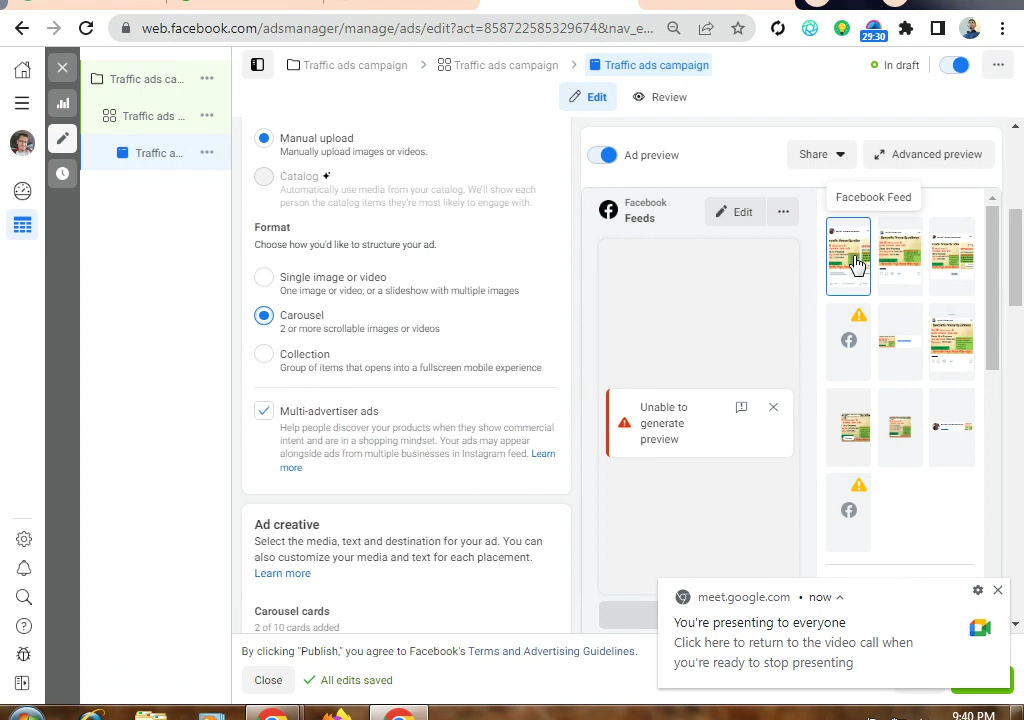 web.facebook.com/adsmanager/manage/ads/edit?act=858722585329674&nav_e...
29:30
Traffic ads ca...
Traffic ads ...
Traffic a...
Traffic ads campaign
Traffic ads campaign
Traffic ads campaign
In draft
Edit
Review
Manual upload
Manually upload images or videos.
Catalog
Automatically use media from your catalog. We'll show each
person the catalog items they're most likely to engage with.
Format
Choose how you'd like to structure your ad.
Single image or video
One image or video, or a slideshow with multiple images
Carousel
2 or more scrollable images or videos
Collection
Group of items that opens into a fullscreen mobile experience
Multi-advertiser ads
Help people discover your products when they show commercial
intent and are in a shopping mindset. Your ads may appear
alongside ads from multiple businesses in Instagram feed. Learn
more
Ad creative
Select the media, text and destination for your ad. You can
also customize your media and text for each placement.
Learn more
Carousel cards
2 of 10 cards added
Ad preview
Share
Advanced preview
Facebook
Feeds
Edit
Facebook Feed
Unable to
generate
preview
meet.google.com • now
You're presenting to everyone
Click here to return to the video call when
you're ready to stop presenting
By clicking "Publish," you agree to Facebook's Terms and Advertising Guidelines.
Close
All edits saved
9:40 PM